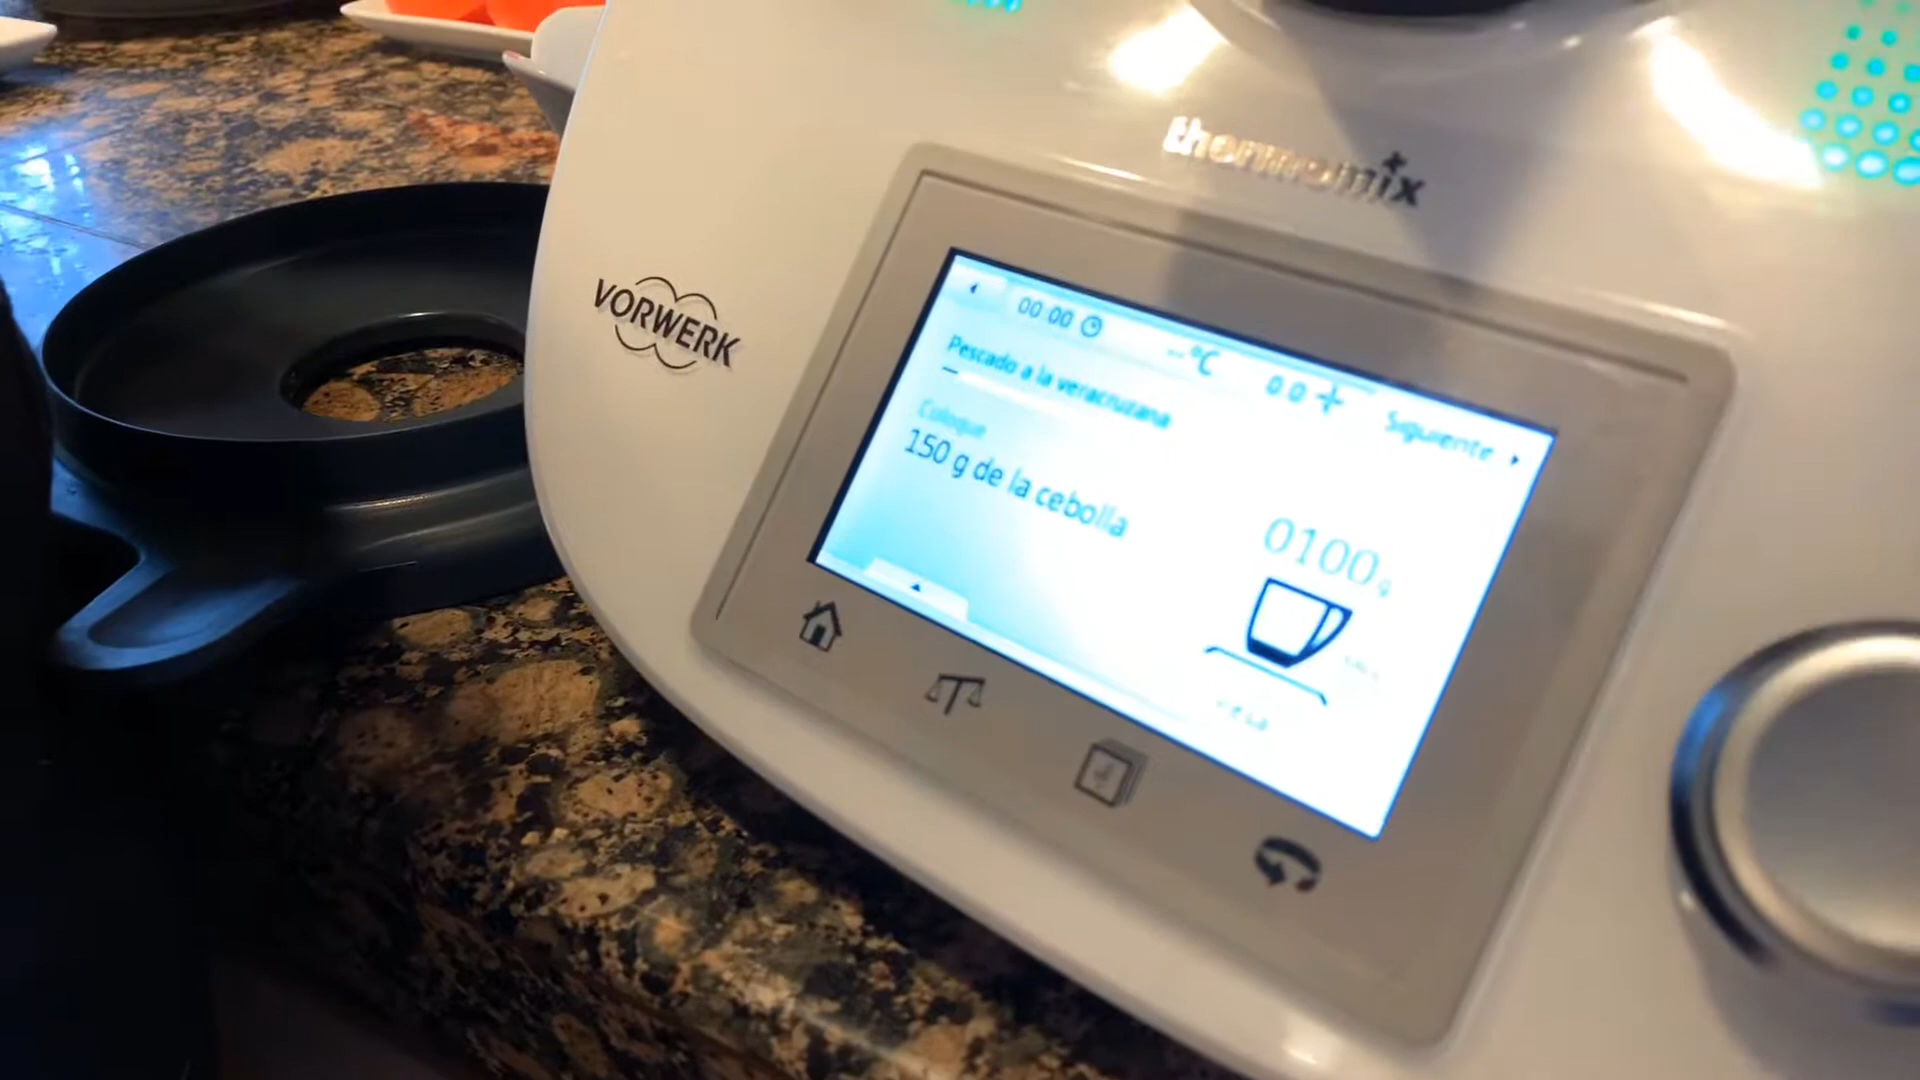 thermomix
VORWERK
00 00
-- °C
0.0
Siguiente
Pescado a la veracruzana
Coloque
150 g de la cebolla
0100 g